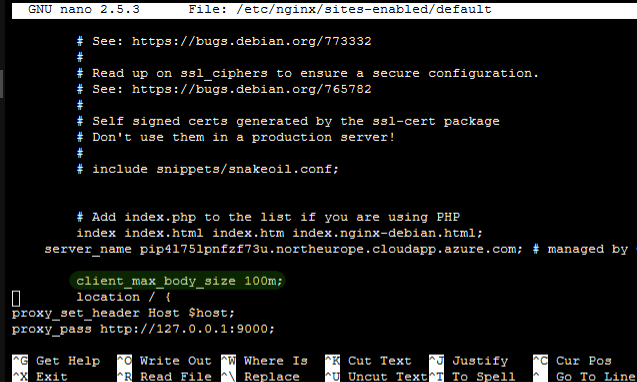 GNU nano 2.5.3 File: /etc/nginx/sites-enabled/default
# See: https://bugs.debian.org/773332
#
# Read up on ssl_ciphers to ensure a secure configuration.
# See: https://bugs.debian.org/765782
#
# Self signed certs generated by the ssl-cert package
# Don't use them in a production server!
#
# include snippets/snakeoil.conf;
# Add index.php to the list if you are using PHP
index index.html index.htm index.nginx-debian.html;
server_name pip4l75lpnfzf73u.northeurope.cloudapp.azure.com; # managed by
client_max_body_size 100m;
location / {
proxy_set_header Host $host;
proxy_pass http://127.0.0.1:9000;
^G Get Help ^O Write Out ^W Where Is ^K Cut Text ^J Justify ^C Cur Pos
^X Exit ^R Read File ^\ Replace ^U Uncut Text ^T To Spell ^_ Go To Line